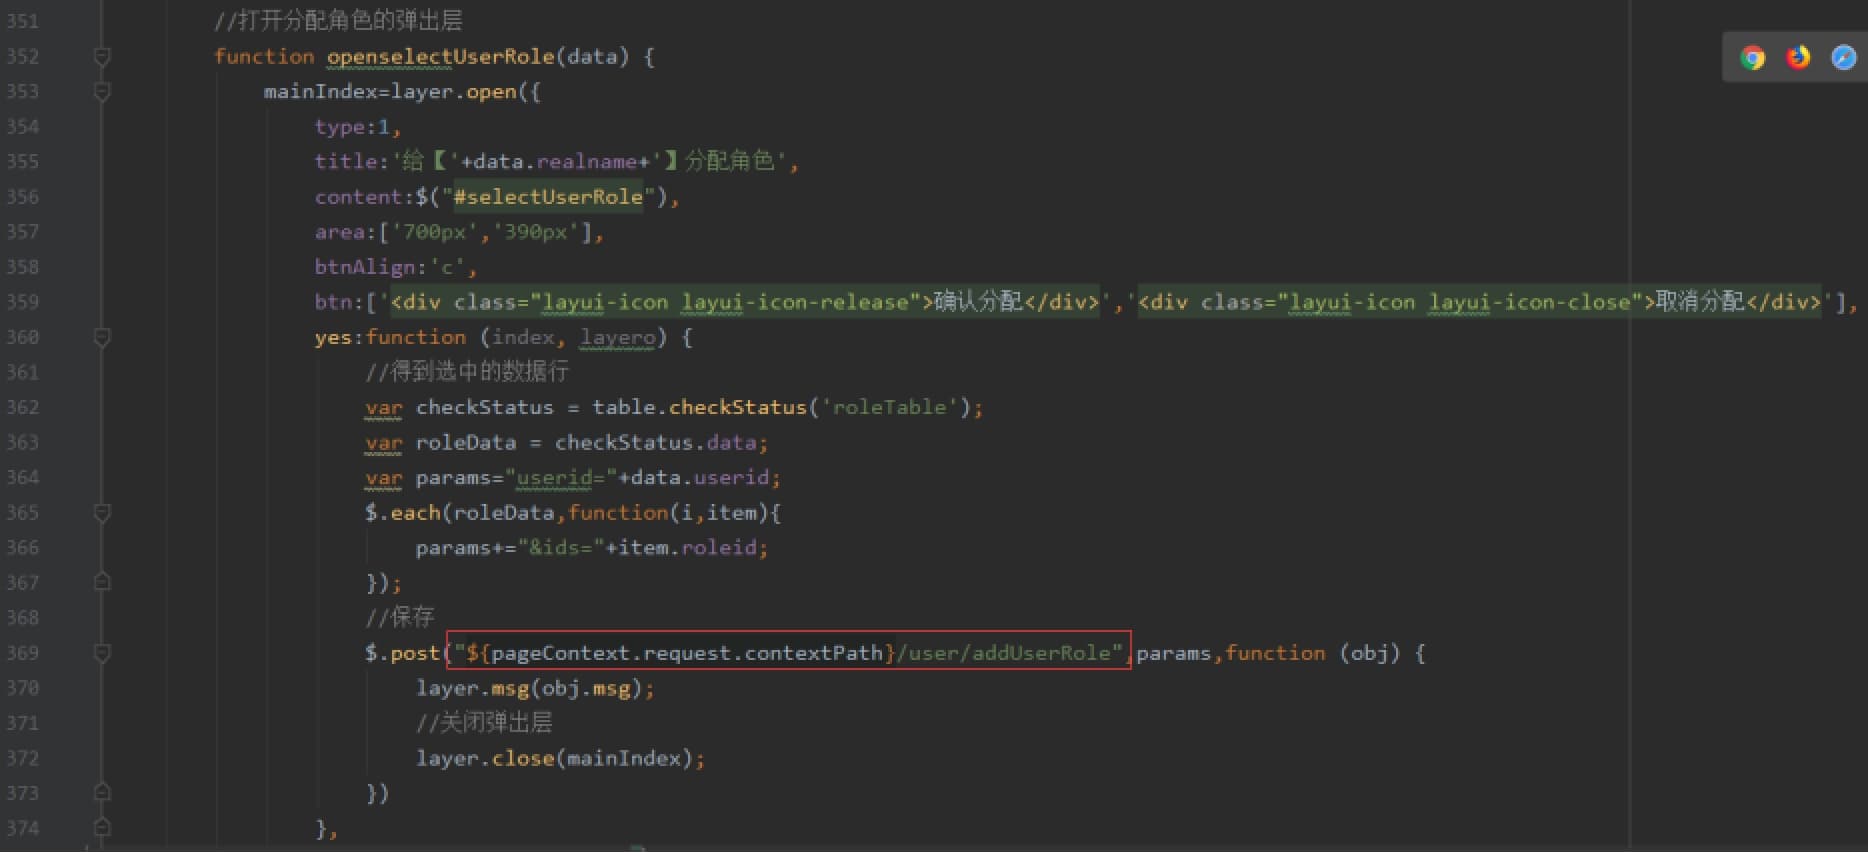 351 //打开分配角色的弹出层
352 function openselectUserRole(data) {
353 mainIndex=layer.open({
354 type:1,
355 title:'给【'+data.realname+'】分配角色',
356 content:$("#selectUserRole"),
357 area:['700px','390px'],
358 btnAlign:'c',
359 btn:['<div class="layui-icon layui-icon-release">确认分配</div>','<div class="layui-icon layui-icon-close">取消分配</div>'],
360 yes:function (index, layero) {
361 //得到选中的数据行
362 var checkStatus = table.checkStatus('roleTable');
363 var roleData = checkStatus.data;
364 var params="userid="+data.userid;
365 $.each(roleData,function(i,item){
366 params+="&ids="+item.roleid;
367 });
368 //保存
369 $.post("${pageContext.request.contextPath}/user/addUserRole",params,function (obj) {
370 layer.msg(obj.msg);
371 //关闭弹出层
372 layer.close(mainIndex);
373 })
374 },